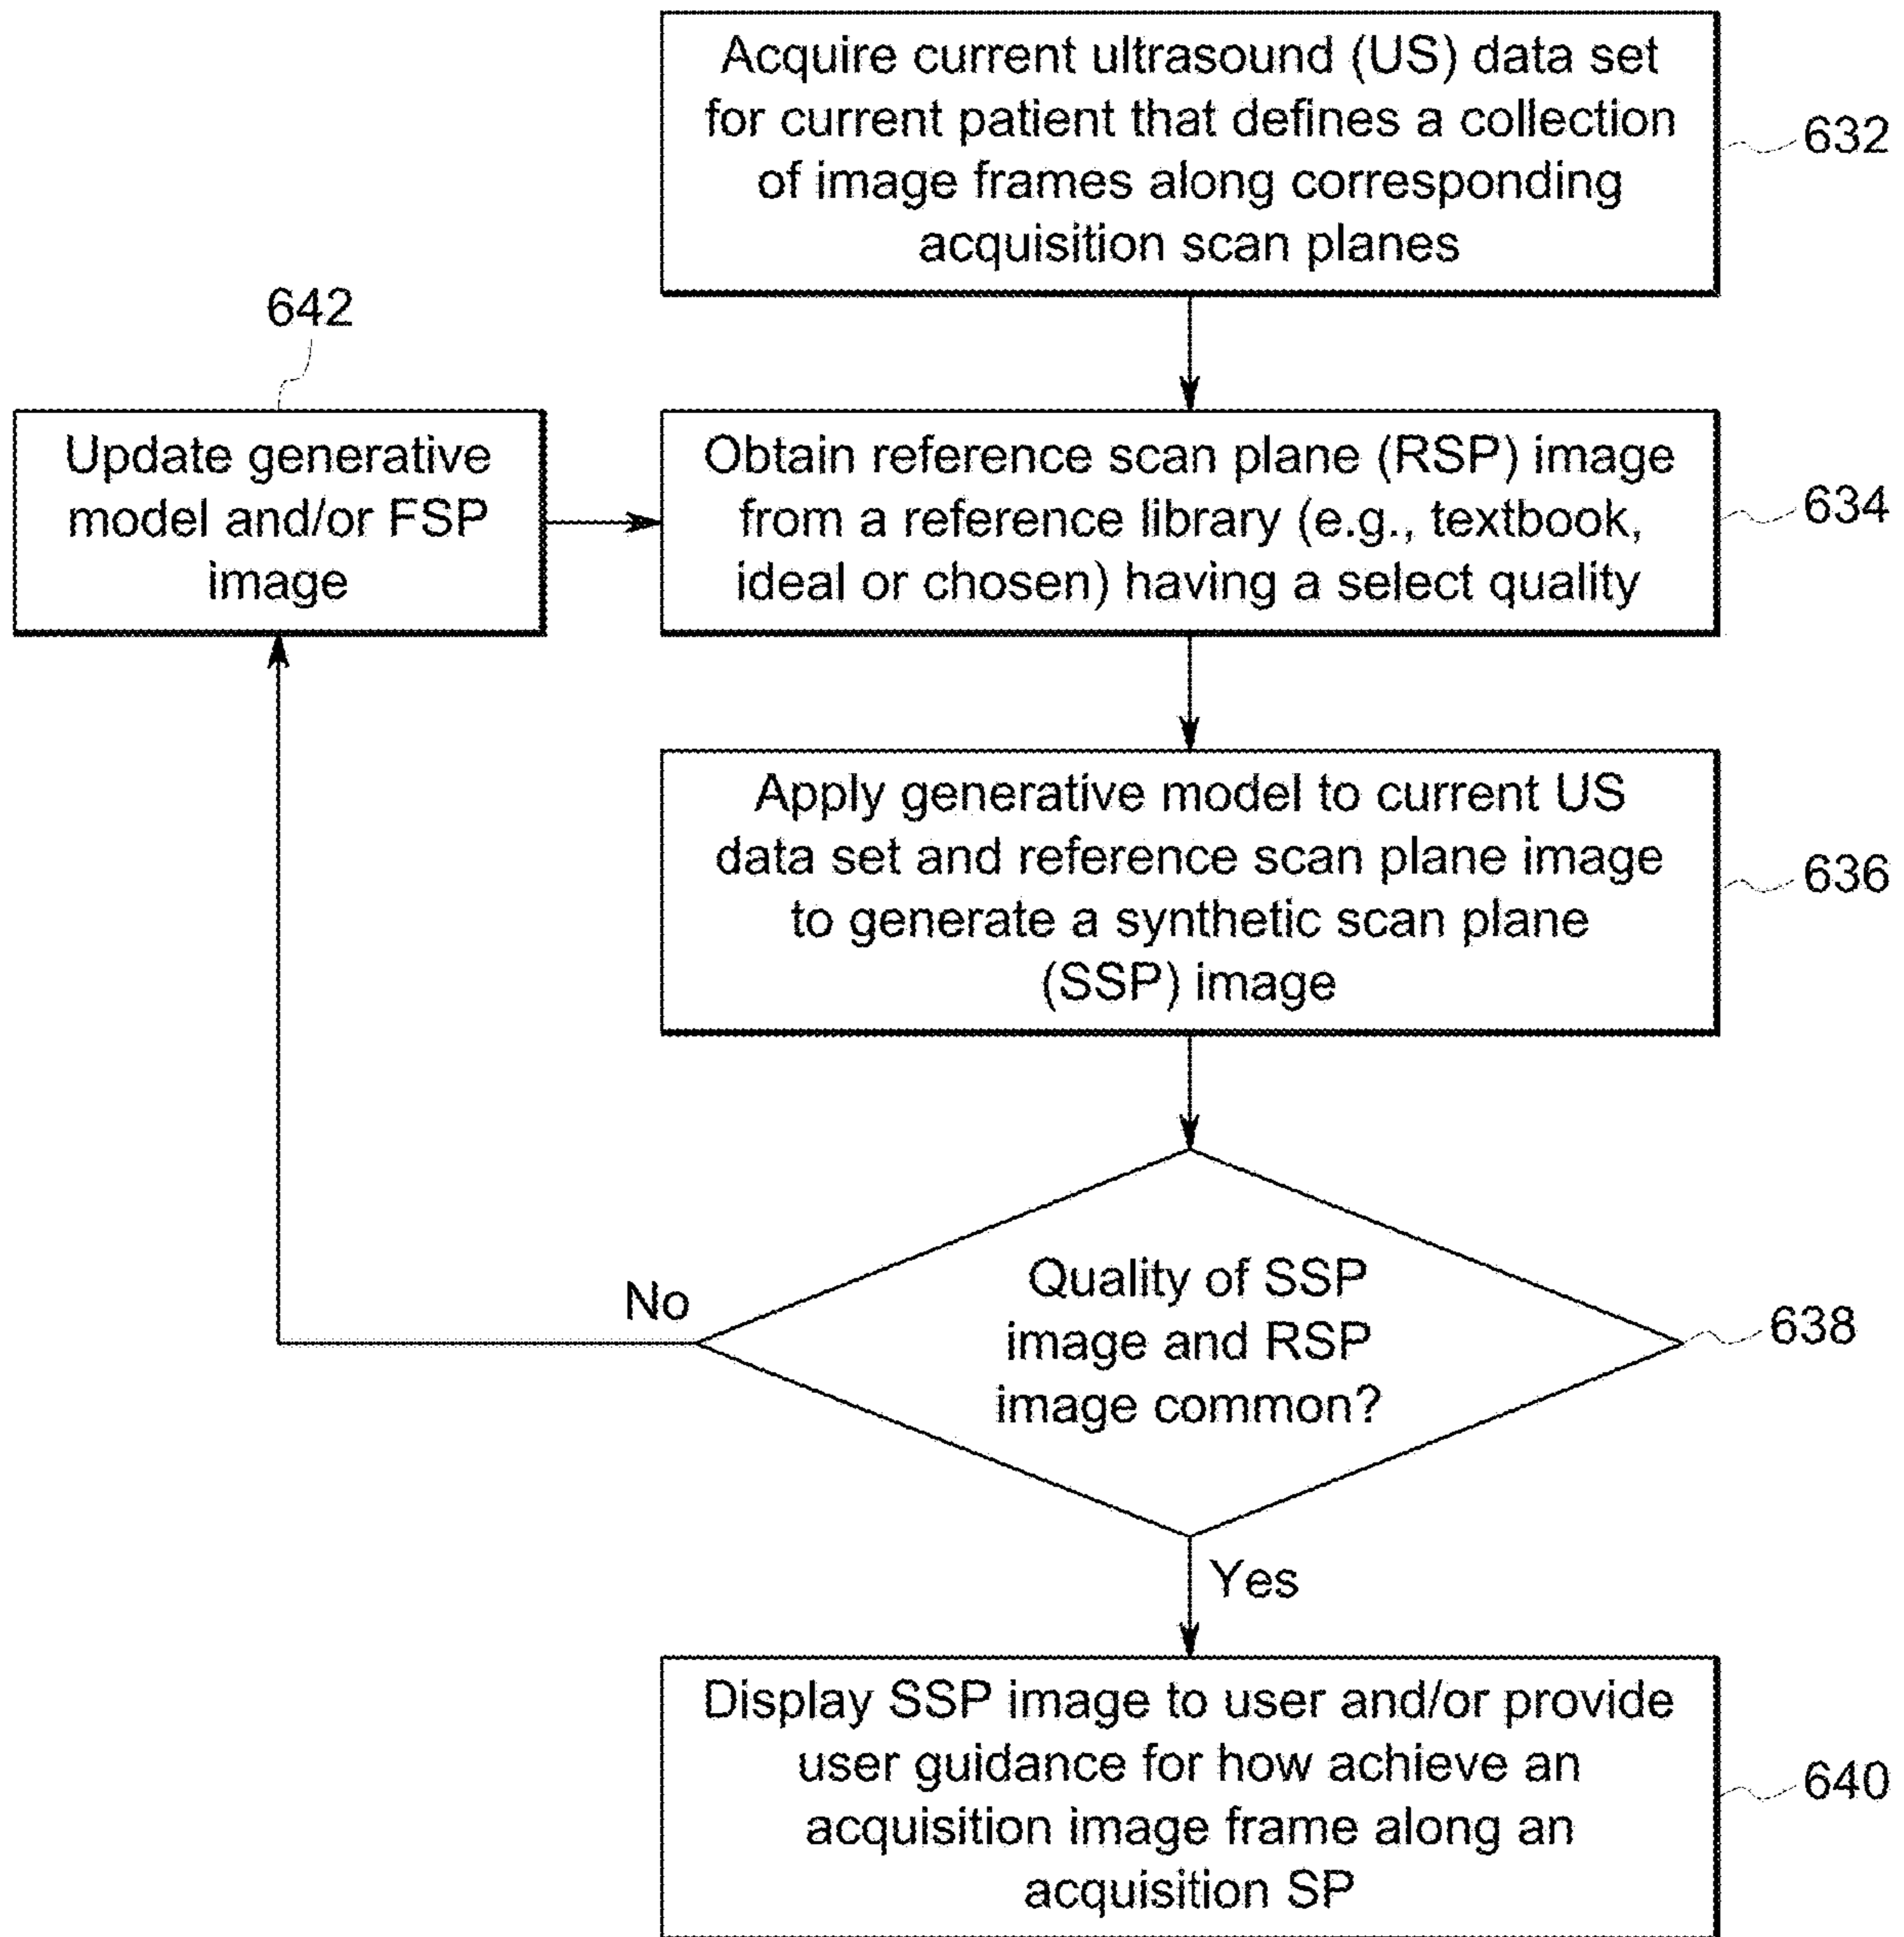 Acquire current ultrasound (US) data set
for current patient that defines a collection
of image frames along corresponding
acquisition scan planes
632
642
Update generative
model and/or FSP
image
Obtain reference scan plane (RSP) image
from a reference library (e.g., textbook,
ideal or chosen) having a select quality
634
Apply generative model to current US
data set and reference scan plane image
to generate a synthetic scan plane
(SSP) image
636
No
Quality of SSP
image and RSP
image common?
638
Yes
Display SSP image to user and/or provide
user guidance for how achieve an
acquisition image frame along an
acquisition SP
640